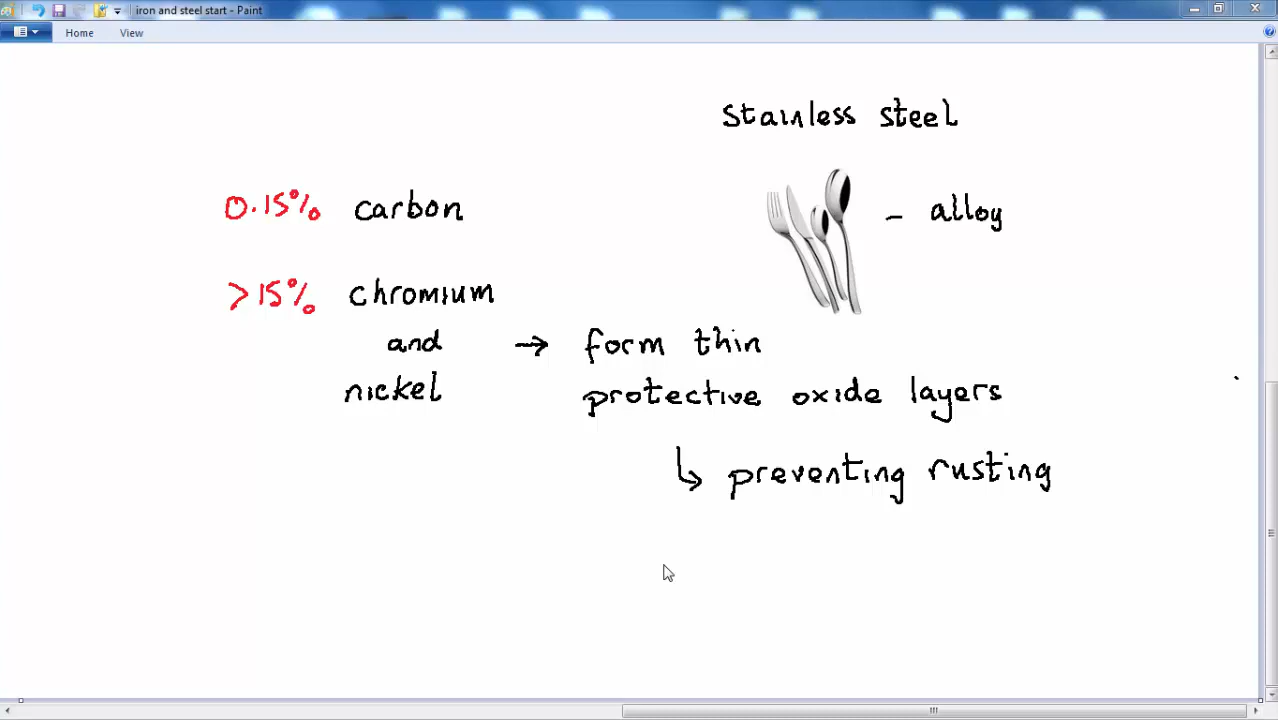 iron and steel start - Paint
Home View
stainless steel
0.15% carbon
- alloy
>15% chromium
and
nickel
→ form thin
protective oxide layers
↳ preventing rusting